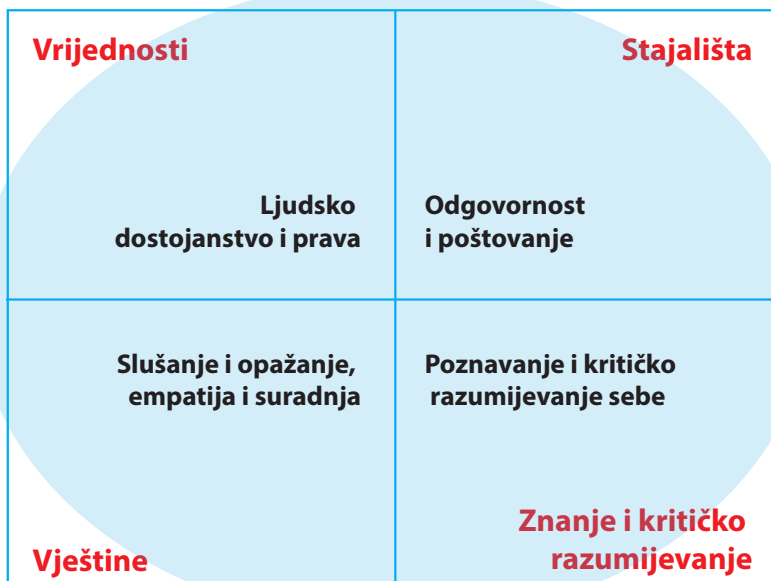 Vrijednosti
Stajališta
Ljudsko
dostojanstvo i prava
Odgovornost
i poštovanje
Slušanje i opažanje,
empatija i suradnja
Poznavanje i kritičko
razumijevanje sebe
Vještine
Znanje i kritičko
razumijevanje